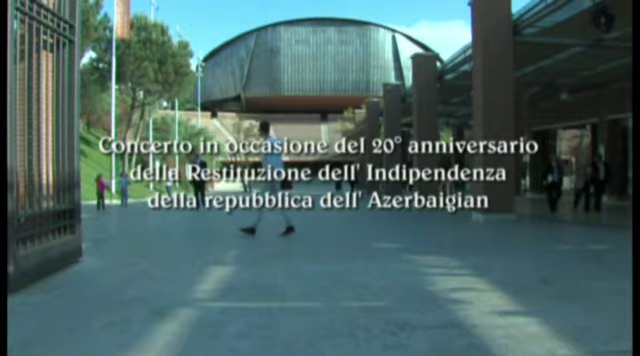 Concerto in occasione del 20° anniversario
della Restituzione dell' Indipendenza
della repubblica dell' Azerbaigian